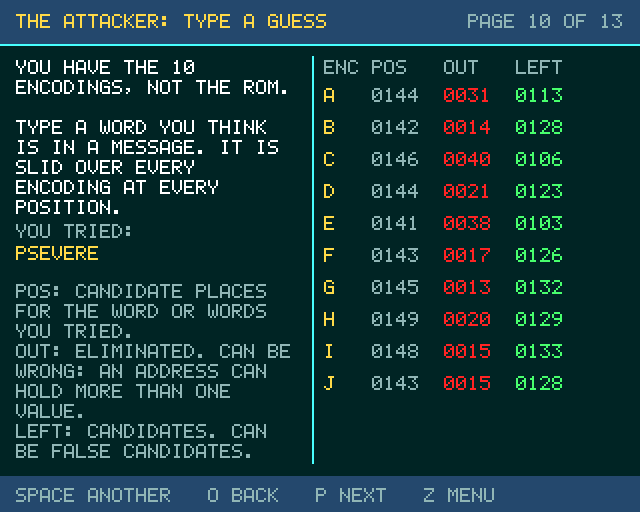 THE ATTACKER: TYPE A GUESS
PAGE 10 OF 13
YOU HAVE THE 10
ENCODINGS, NOT THE ROM.
TYPE A WORD YOU THINK
IS IN A MESSAGE. IT IS
SLID OVER EVERY
ENCODING AT EVERY
POSITION.
YOU TRIED:
PSEVERE
POS: CANDIDATE PLACES
FOR THE WORD OR WORDS
YOU TRIED.
OUT: ELIMINATED. CAN BE
WRONG: AN ADDRESS CAN
HOLD MORE THAN ONE
VALUE.
LEFT: CANDIDATES. CAN
BE FALSE CANDIDATES.
ENC POS OUT LEFT
A 0144 0031 0113
B 0142 0014 0128
C 0146 0040 0106
D 0144 0021 0123
E 0141 0038 0103
F 0143 0017 0126
G 0145 0013 0132
H 0149 0020 0129
I 0148 0015 0133
J 0143 0015 0128
SPACE ANOTHER O BACK P NEXT Z MENU